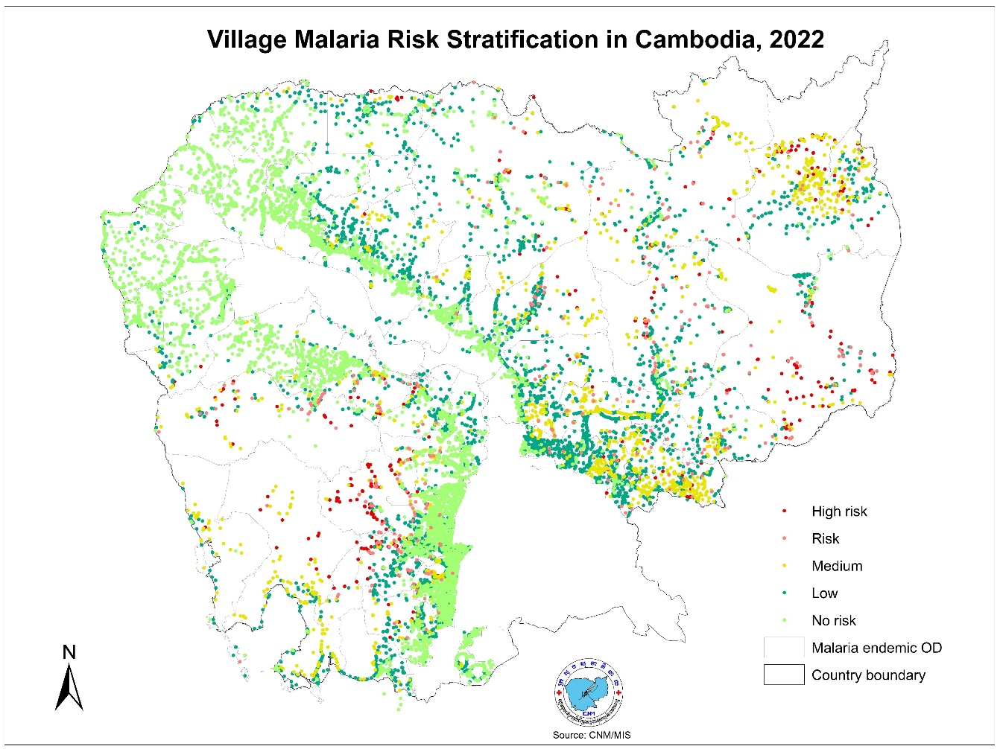 Village Malaria Risk Stratification in Cambodia, 2022
High risk
Risk
Medium
Low
No risk
Malaria endemic OD
Country boundary
N
CNM
Source: CNM/MIS